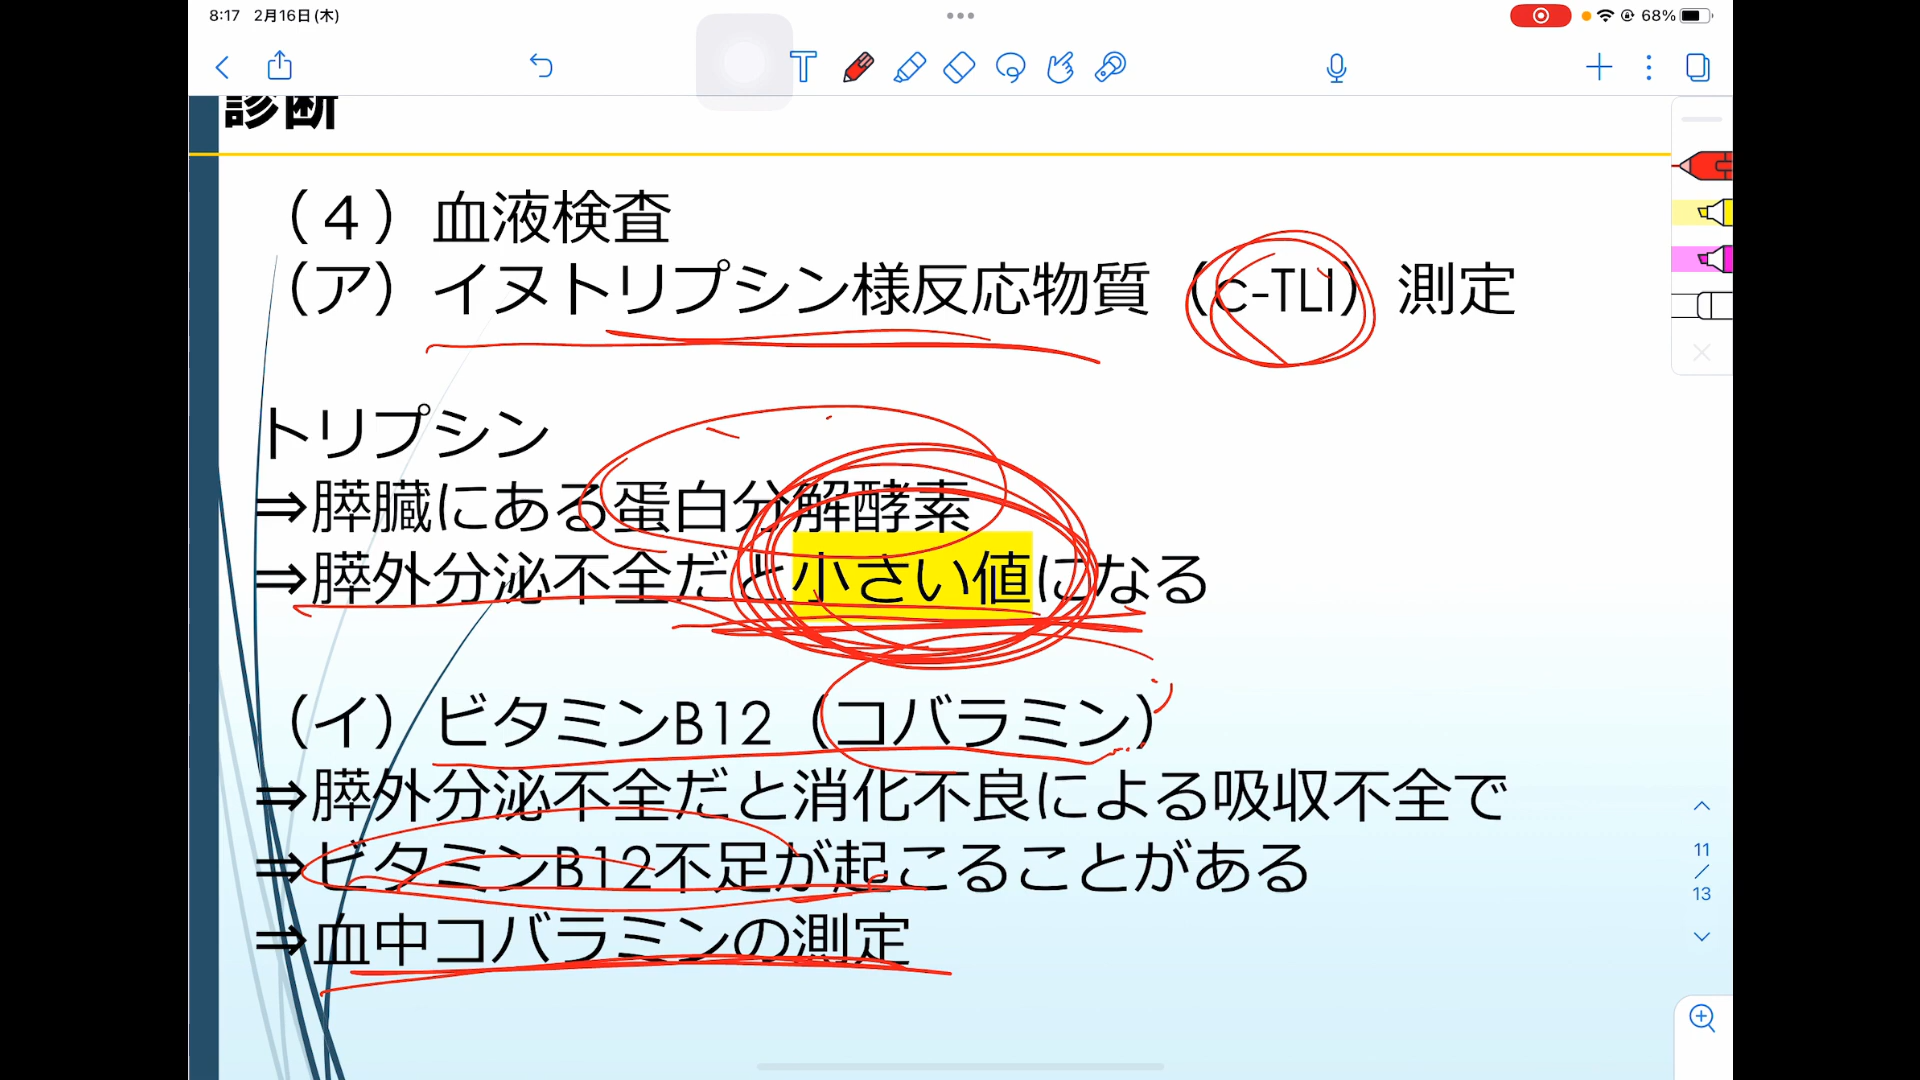 8:17 2月16日(木)
68%
診断
（４）血液検査
（ア）イヌトリプシン様反応物質（c-TLI）測定
トリプシン
⇒膵臓にある蛋白分解酵素
⇒膵外分泌不全だと小さい値になる
（イ）ビタミンB12（コバラミン）
⇒膵外分泌不全だと消化不良による吸収不全で
⇒ビタミンB12不足が起こることがある
⇒血中コバラミンの測定
11
13